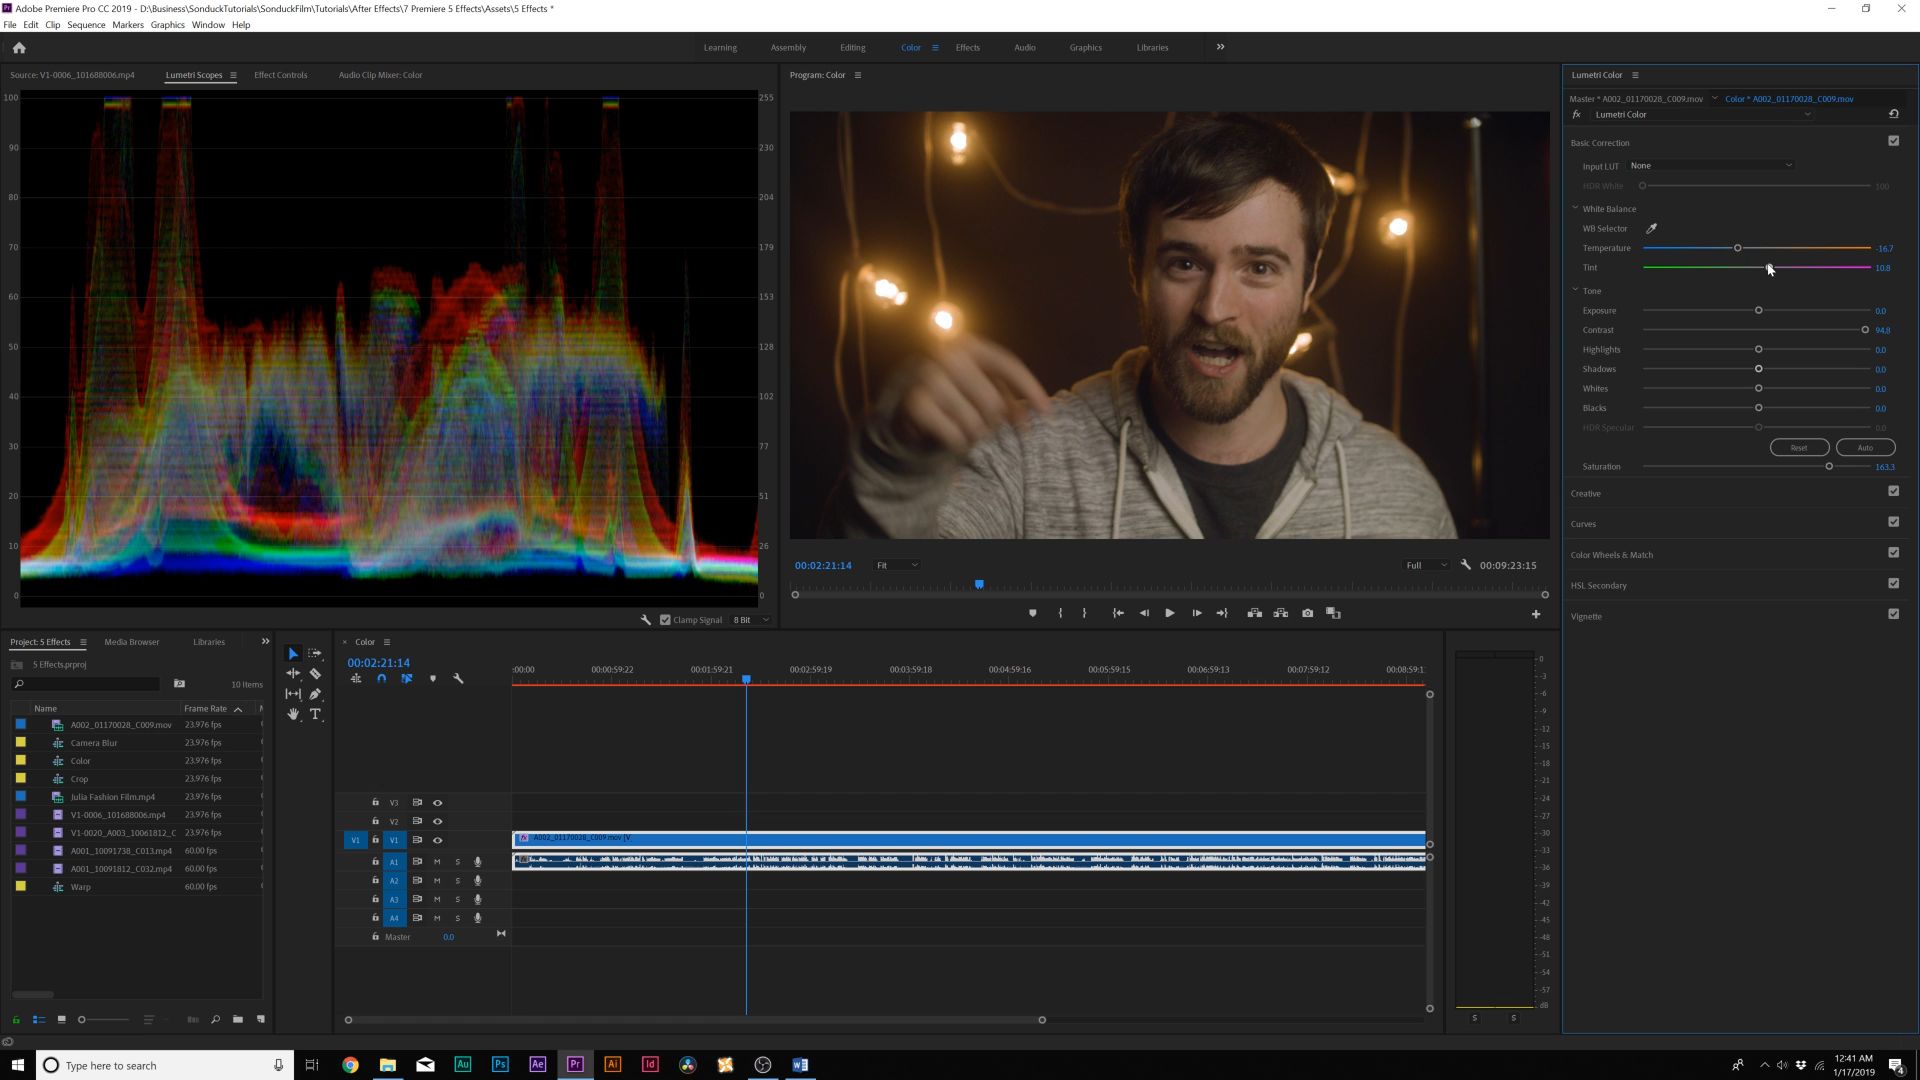 Adobe Premiere Pro CC 2019 - D:\Business\SonduckTutorials\SonduckFilm\Tutorials\After Effects\7 Premiere 5 Effects\Assets\5 Effects *
File Edit Clip Sequence Markers Graphics Window Help
Learning Assembly Editing Color Effects Audio Graphics Libraries
Source: V1-0006_101688006.mp4 Lumetri Scopes Effect Controls Audio Clip Mixer: Color
100 255
90 230
80 204
70 179
60 153
50 128
40 102
30 77
20 51
10 26
0 0
Clamp Signal 8 Bit
Program: Color
00:02:21:14 Fit Full 00:09:23:15
Lumetri Color
Master * A002_01170028_C009.mov Color * A002_01170028_C009.mov
fx Lumetri Color
Basic Correction
Input LUT None
HDR White 100
White Balance
WB Selector
Temperature -16.7
Tint 10.8
Tone
Exposure 0.0
Contrast 94.8
Highlights 0.0
Shadows 0.0
Whites 0.0
Blacks 0.0
HDR Specular 0.0
Reset Auto
Saturation 163.3
Creative
Curves
Color Wheels & Match
HSL Secondary
Vignette
Project: 5 Effects Media Browser Libraries
5 Effects.prproj
10 Items
Name Frame Rate
A002_01170028_C009.mov 23.976 fps
Camera Blur 23.976 fps
Color 23.976 fps
Crop 23.976 fps
Julia Fashion Film.mp4 23.976 fps
V1-0006_101688006.mp4 23.976 fps
V1-0020_A003_10061812_C 23.976 fps
A001_10091738_C013.mp4 60.00 fps
A001_10091812_C032.mp4 60.00 fps
Warp 60.00 fps
Color
00:02:21:14
:00:00 00:00:59:22 00:01:59:21 00:02:59:19 00:03:59:18 00:04:59:16 00:05:59:15 00:06:59:13 00:07:59:12 00:08:59:1
V3
V2
V1 V1 fx A002_01170028_C009.mov [V
A1 M S
A2 M S
A3 M S
A4 M S
Master 0.0
0
-3
-6
-9
-12
-15
-18
-21
-24
-27
-30
-33
-36
-39
-42
-45
-48
-51
-54
-57
dB
S S
Type here to search
Au Ps Ae Pr Ai Id
12:41 AM
1/17/2019
4